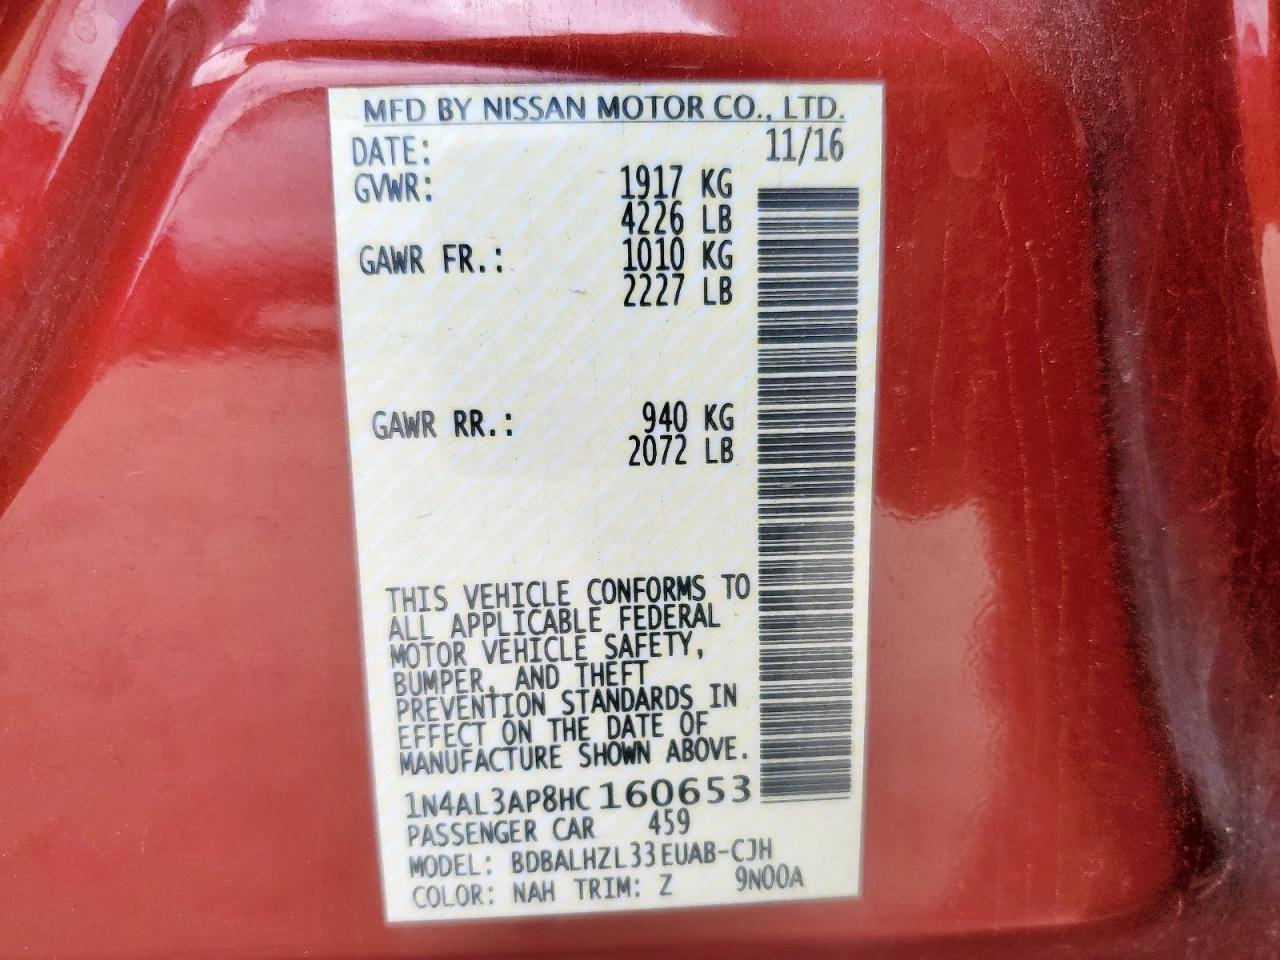 MFD BY NISSAN MOTOR CO., LTD.
DATE: 11/16
GVWR: 1917 KG
4226 LB
GAWR FR.: 1010 KG
2227 LB
GAWR RR.: 940 KG
2072 LB
THIS VEHICLE CONFORMS TO
ALL APPLICABLE FEDERAL
MOTOR VEHICLE SAFETY,
BUMPER, AND THEFT
PREVENTION STANDARDS IN
EFFECT ON THE DATE OF
MANUFACTURE SHOWN ABOVE.
1N4AL3AP8HC160653
PASSENGER CAR 459
MODEL: BDBALHZL33EUAB-CJH
COLOR: NAH TRIM: Z 9N00A